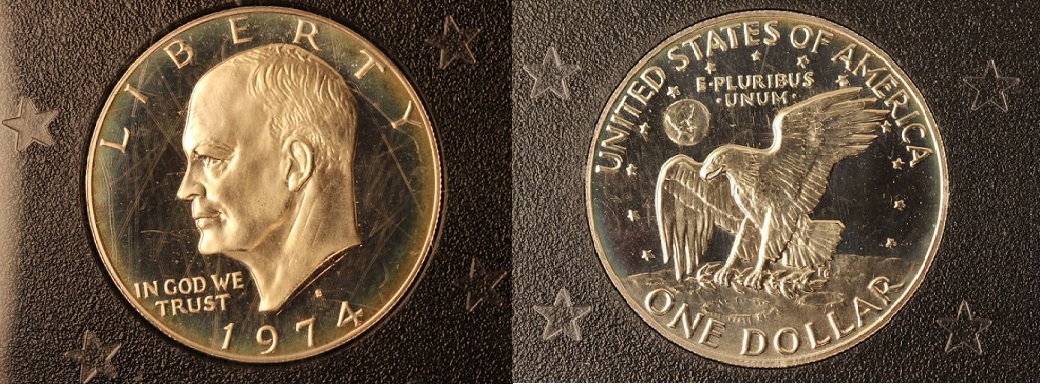 LIBERTY
IN GOD WE
TRUST
1974
UNITED STATES OF AMERICA
E·PLURIBUS
·UNUM·
ONE DOLLAR